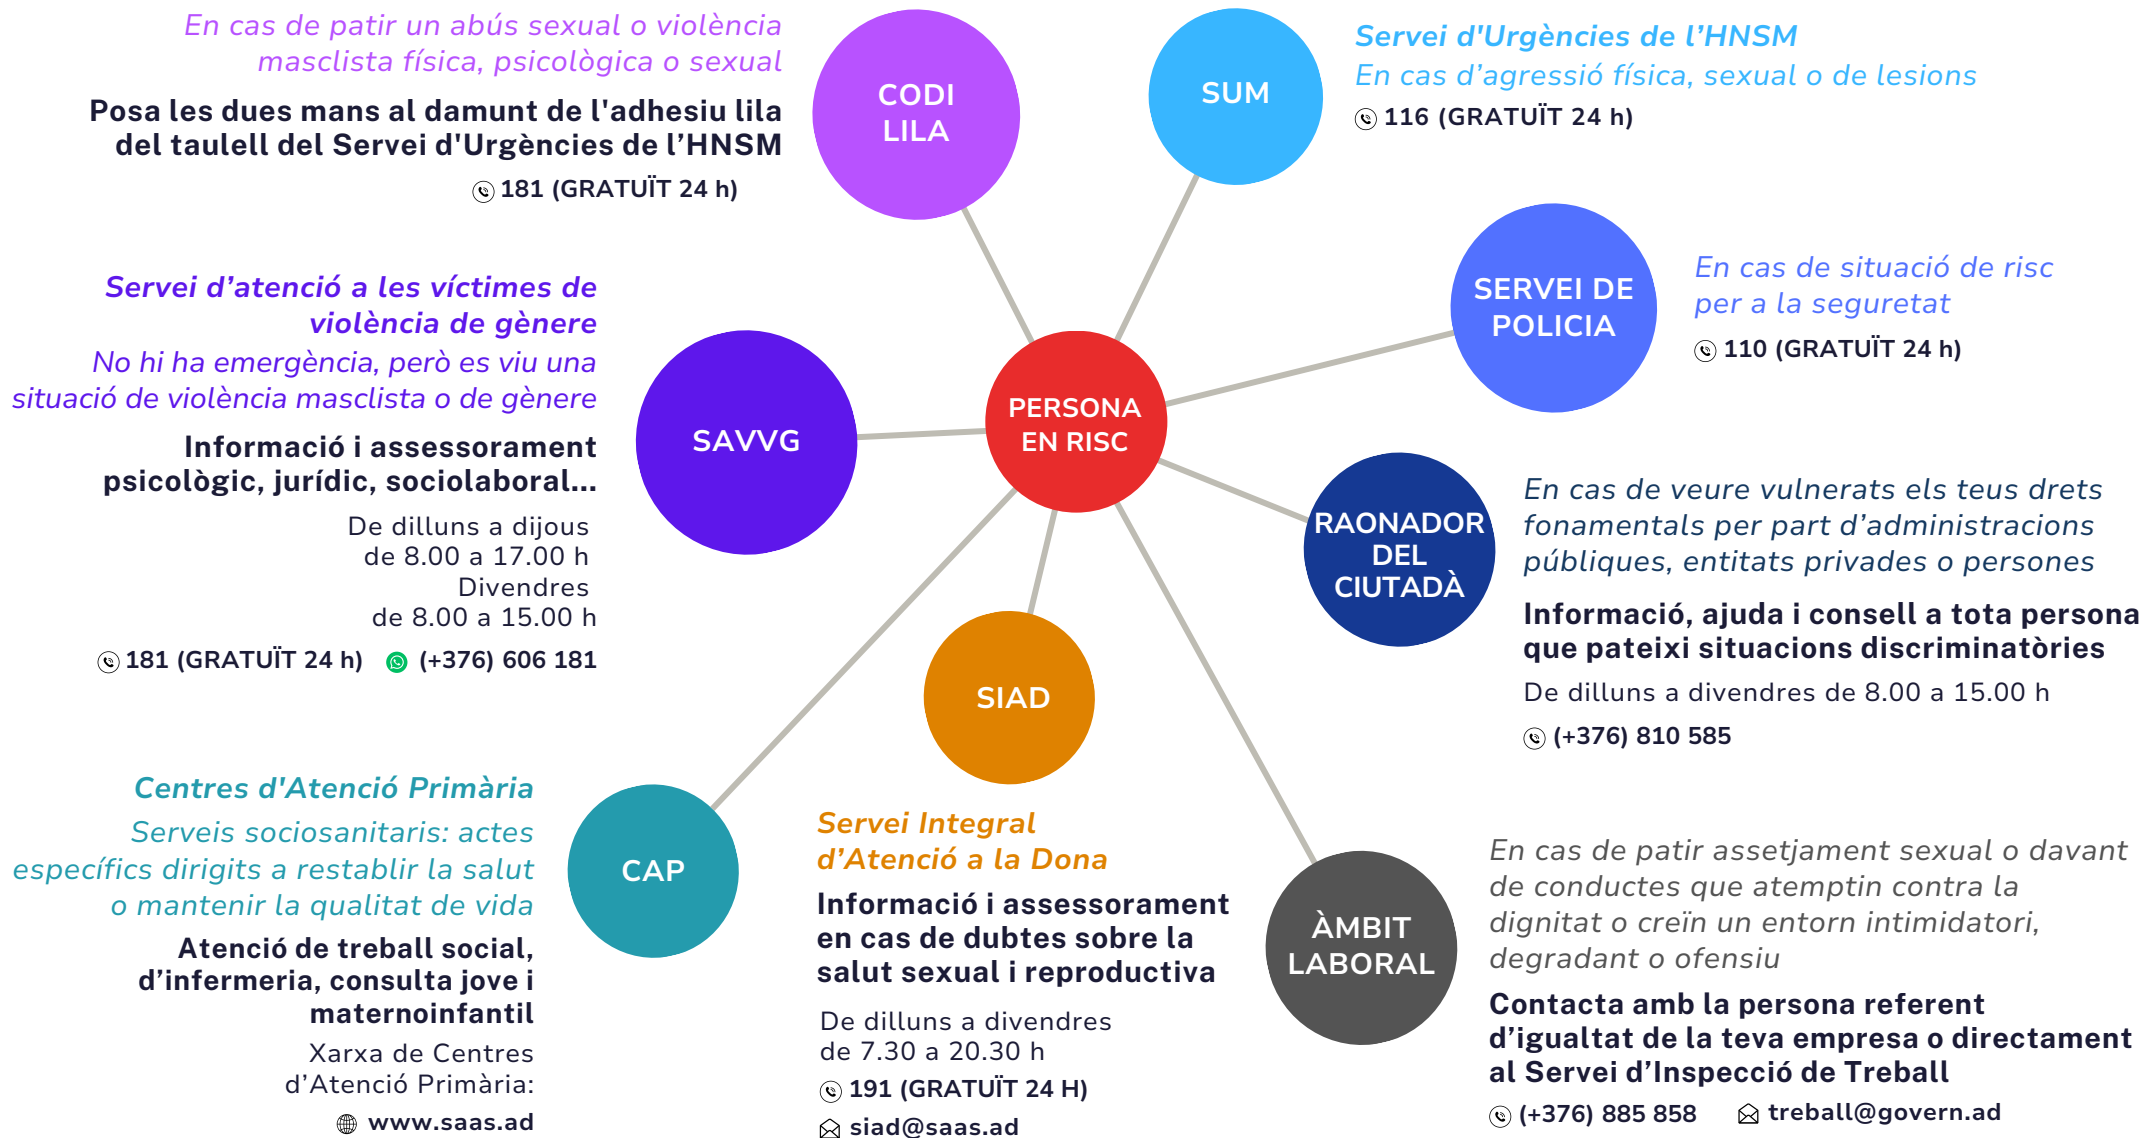 En cas de patir un abús sexual o violència
masclista física, psicològica o sexual
Posa les dues mans al damunt de l'adhesiu lila
del taulell del Servei d'Urgències de l’HNSM
181 (GRATUÏT 24 h)
CODI
LILA
SUM
Servei d'Urgències de l’HNSM
En cas d’agressió física, sexual o de lesions
116 (GRATUÏT 24 h)
SERVEI DE
POLICIA
En cas de situació de risc
per a la seguretat
110 (GRATUÏT 24 h)
Servei d’atenció a les víctimes de
violència de gènere
No hi ha emergència, però es viu una
situació de violència masclista o de gènere
Informació i assessorament
psicològic, jurídic, sociolaboral...
De dilluns a dijous
de 8.00 a 17.00 h
Divendres
de 8.00 a 15.00 h
181 (GRATUÏT 24 h) (+376) 606 181
SAVVG
PERSONA
EN RISC
RAONADOR
DEL
CIUTADÀ
En cas de veure vulnerats els teus drets
fonamentals per part d’administracions
públiques, entitats privades o persones
Informació, ajuda i consell a tota persona
que pateixi situacions discriminatòries
De dilluns a divendres de 8.00 a 15.00 h
(+376) 810 585
Centres d'Atenció Primària
Serveis sociosanitaris: actes
específics dirigits a restablir la salut
o mantenir la qualitat de vida
Atenció de treball social,
d’infermeria, consulta jove i
maternoinfantil
Xarxa de Centres
d’Atenció Primària:
www.saas.ad
CAP
SIAD
Servei Integral
d’Atenció a la Dona
Informació i assessorament
en cas de dubtes sobre la
salut sexual i reproductiva
De dilluns a divendres
de 7.30 a 20.30 h
191 (GRATUÏT 24 H)
siad@saas.ad
ÀMBIT
LABORAL
En cas de patir assetjament sexual o davant
de conductes que atemptin contra la
dignitat o creïn un entorn intimidatori,
degradant o ofensiu
Contacta amb la persona referent
d’igualtat de la teva empresa o directament
al Servei d’Inspecció de Treball
(+376) 885 858 treball@govern.ad